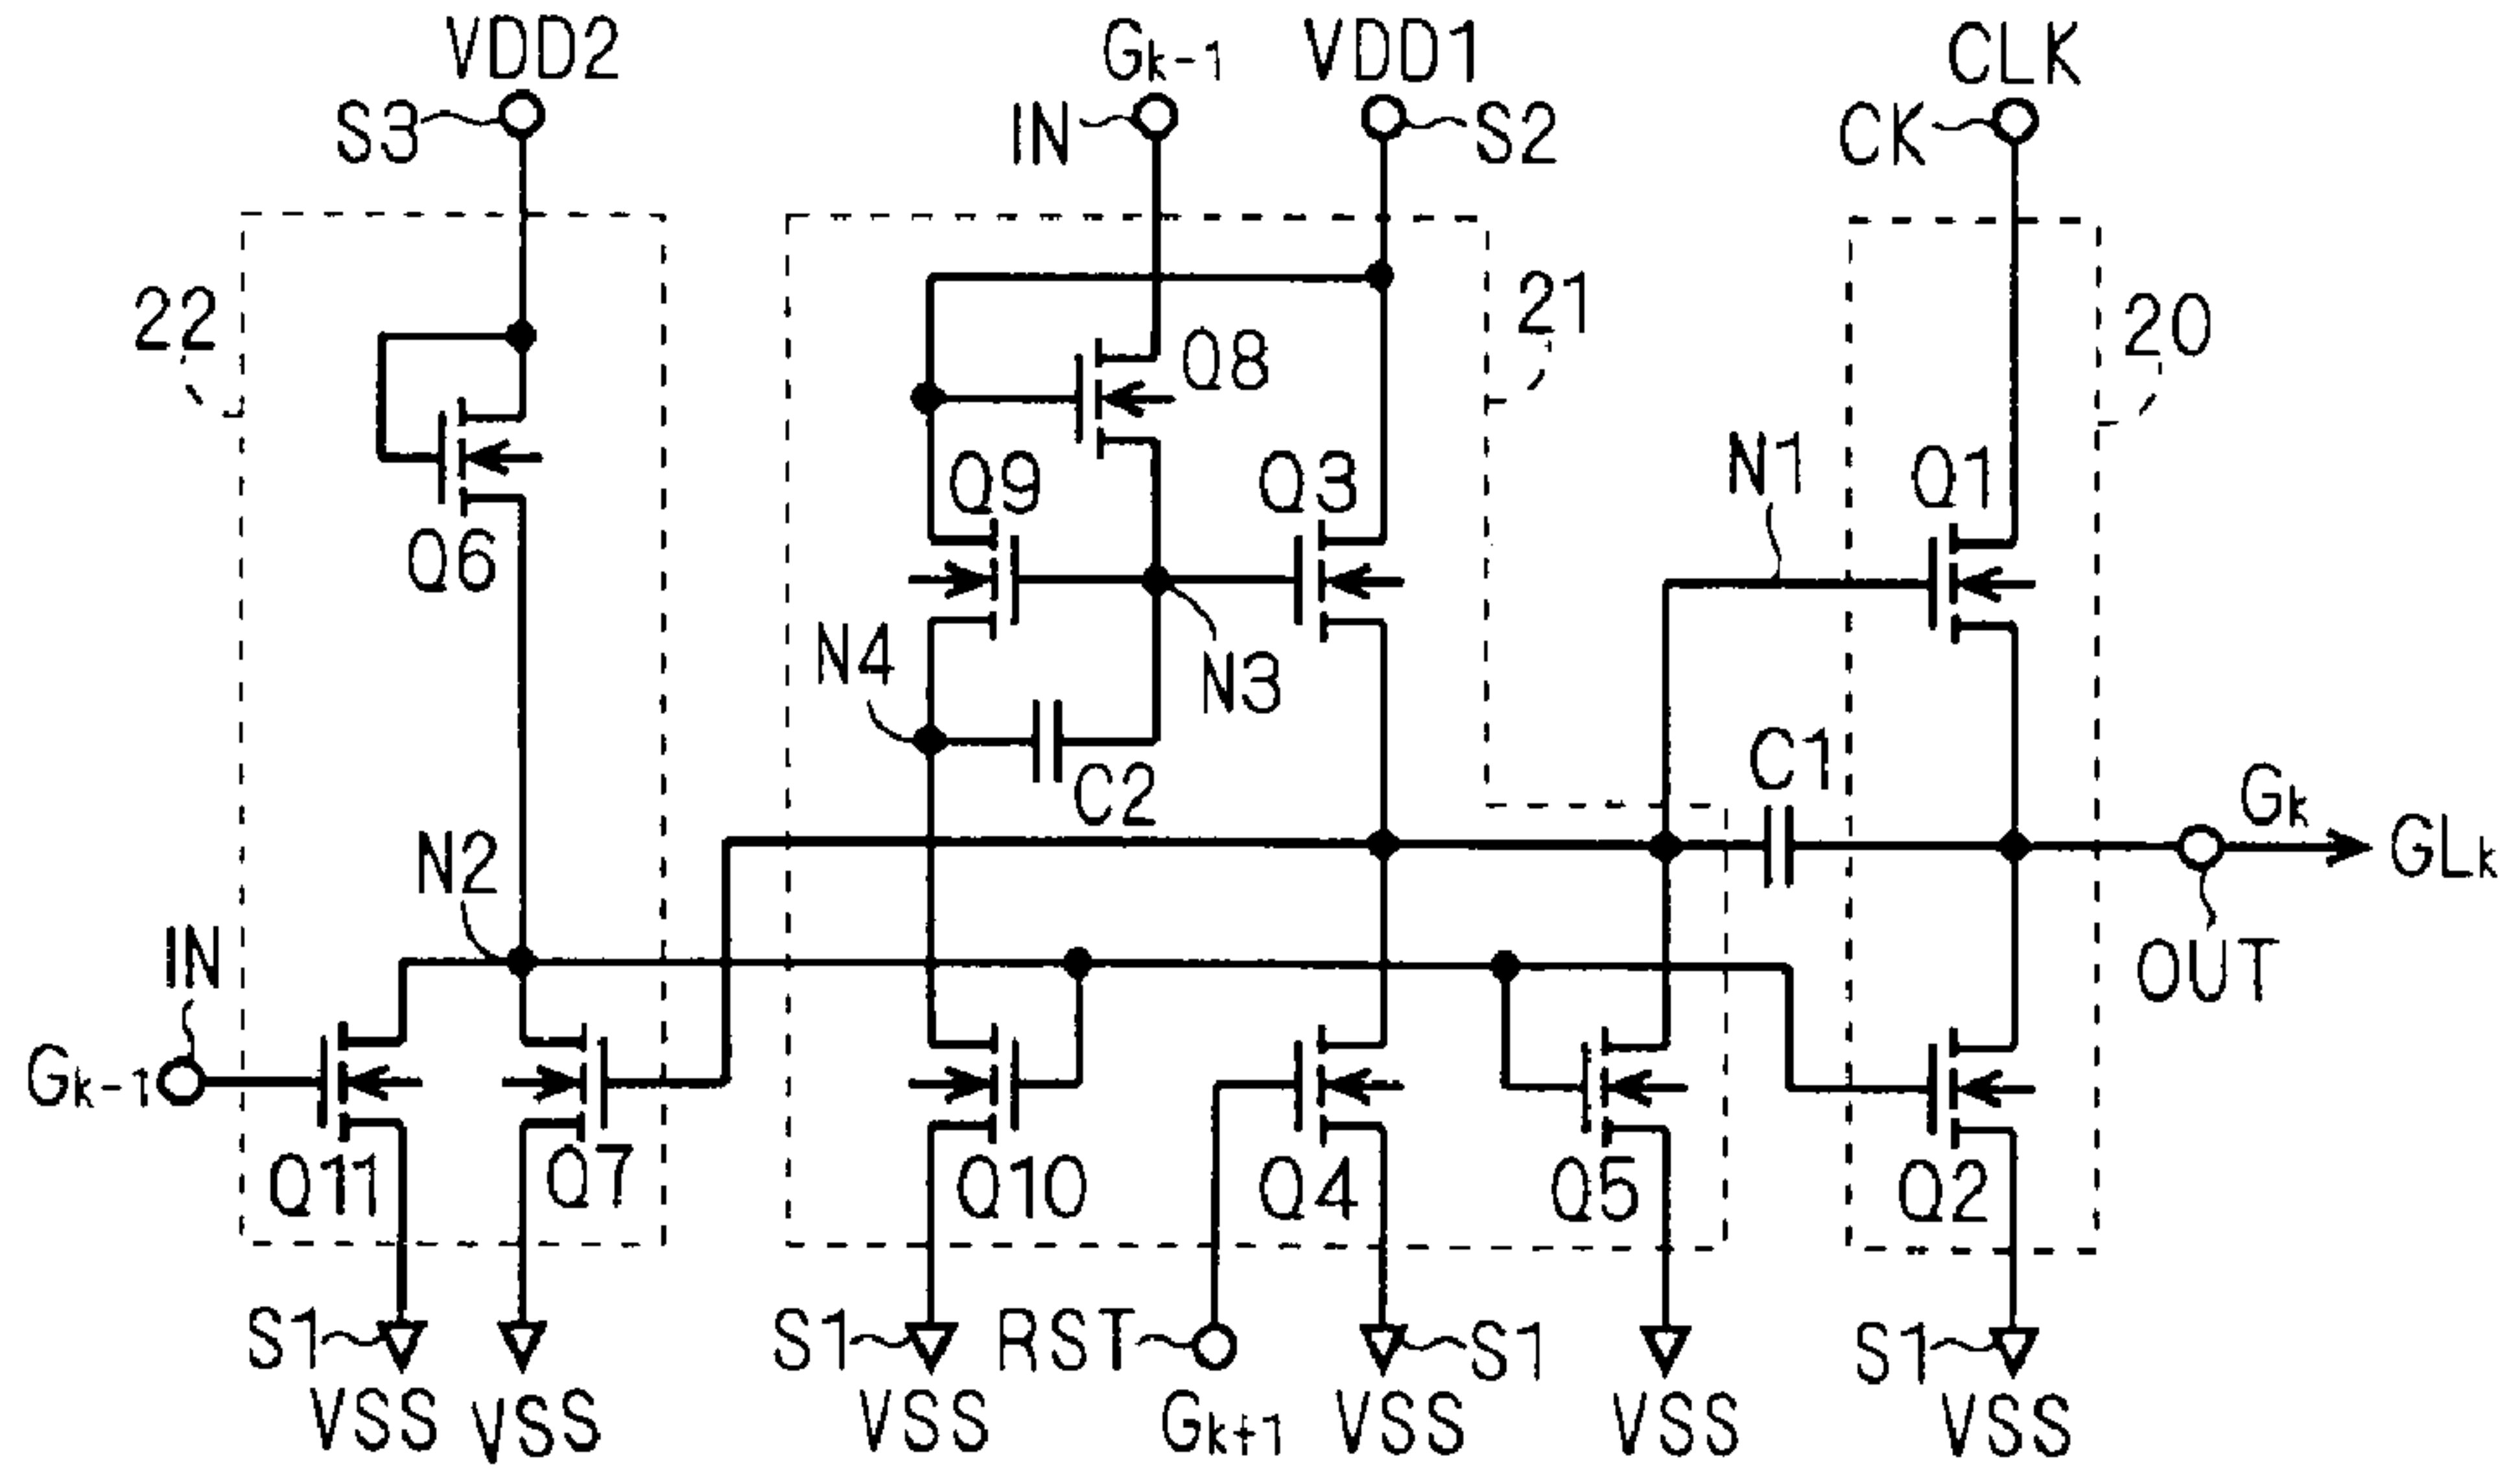 VDD2
Gk-1
VDD1
CLK
S3
IN
S2
CK
22
21
20
Q8
Q9
Q3
N1
Q1
Q6
N4
N3
C1
C2
Gk
GLk
N2
IN
OUT
Gk-1
Q11
Q7
Q10
Q4
Q5
Q2
S1
S1
RST
S1
S1
VSS
VSS
VSS
Gk+1
VSS
VSS
VSS